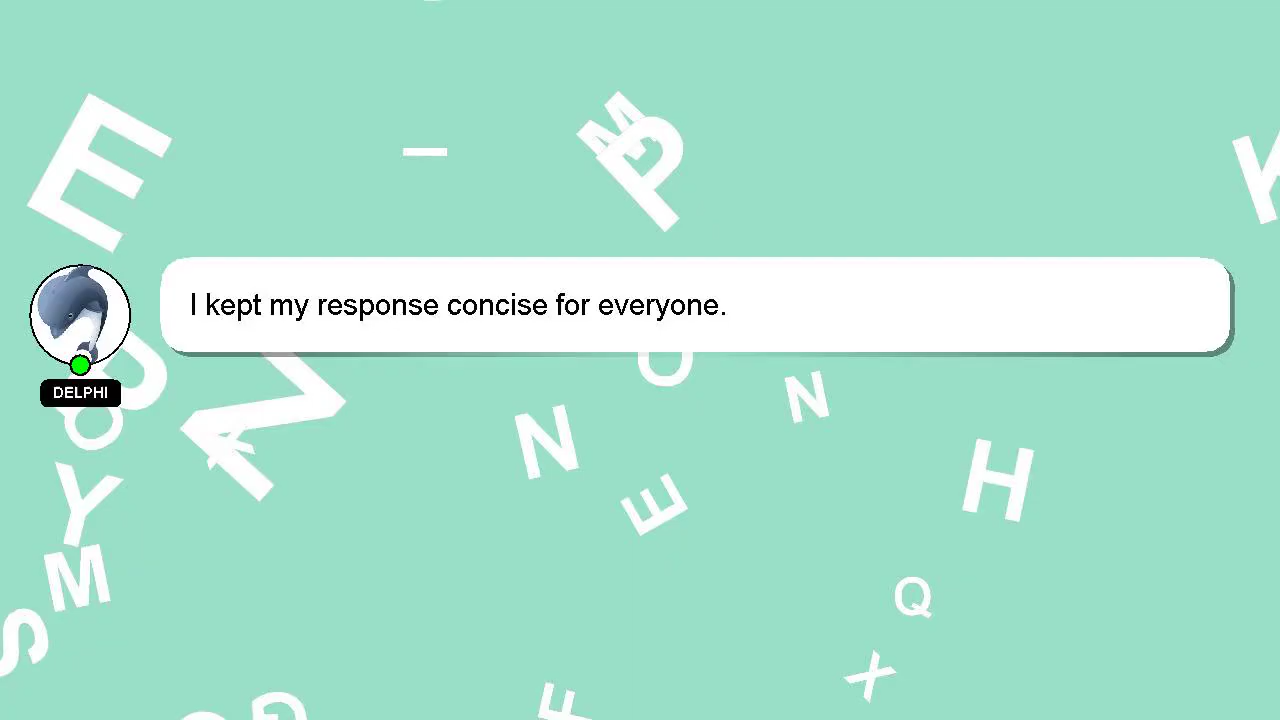 I kept my response concise for everyone.
DELPHI
E
M
P
K
O
N
N
N
A
Y
E
H
M
Q
S
X
G
F